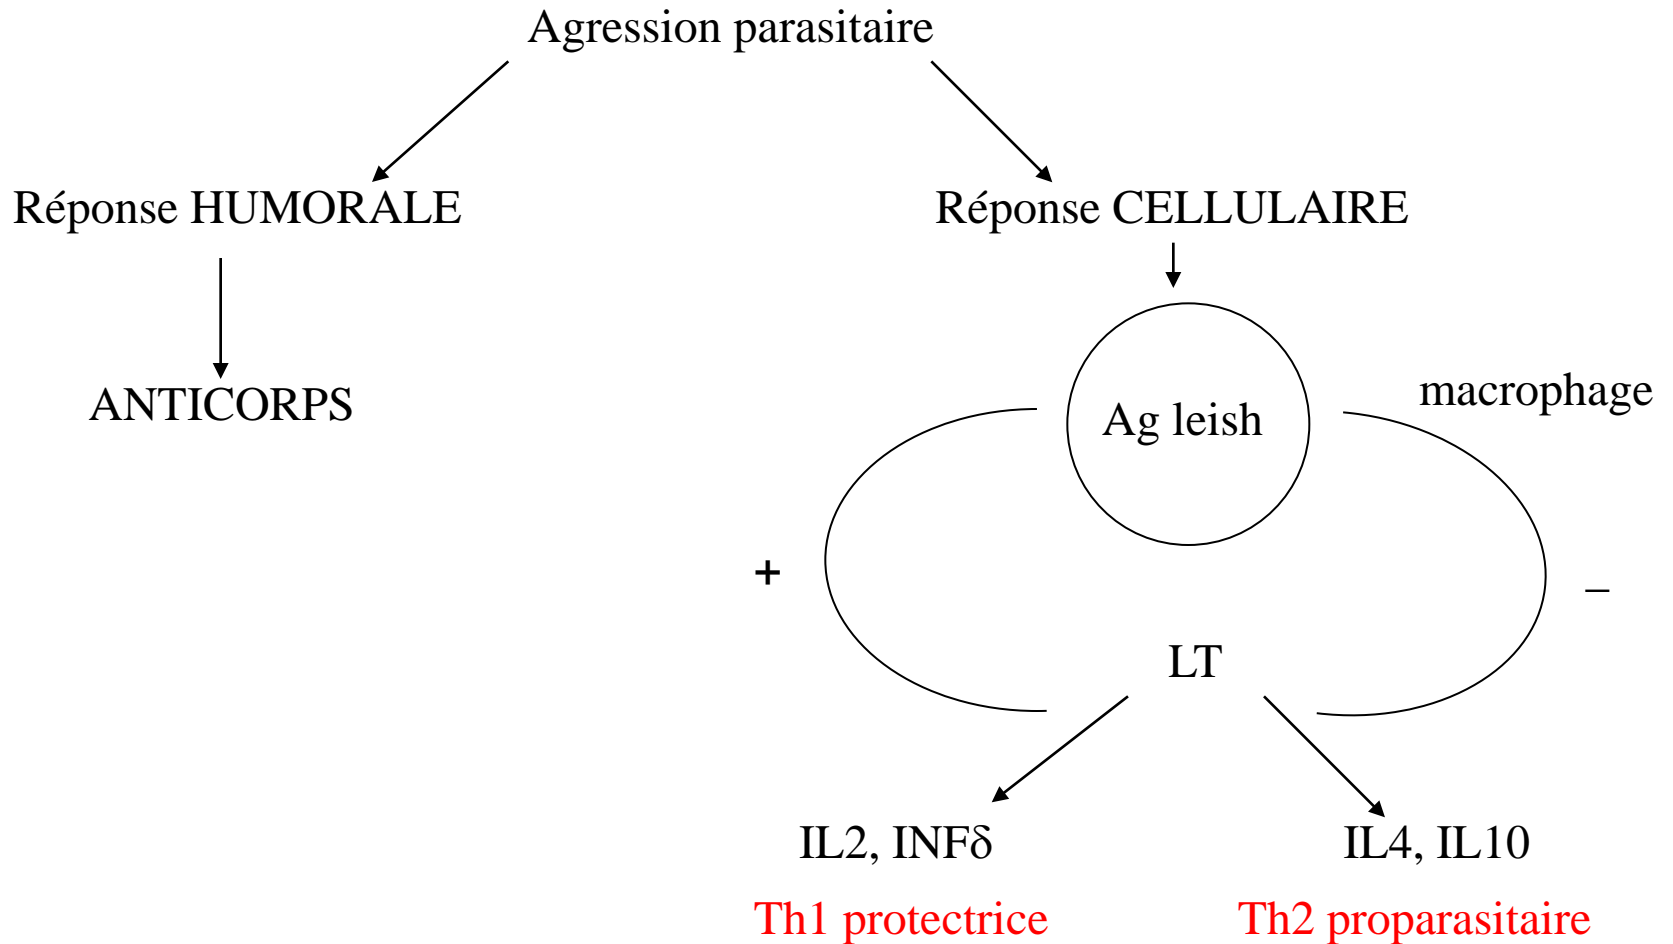 Agression parasitaire
Réponse HUMORALE
Réponse CELLULAIRE
ANTICORPS
macrophage
Ag leish
+
–
LT
IL2, INFδ
IL4, IL10
Th1 protectrice
Th2 proparasitaire